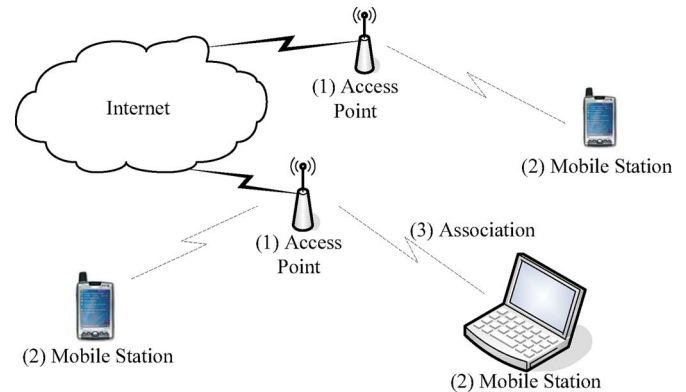 (1) Access
Point
Internet
(2) Mobile Station
(3) Association
(1) Access
Point
(2) Mobile Station
(2) Mobile Station